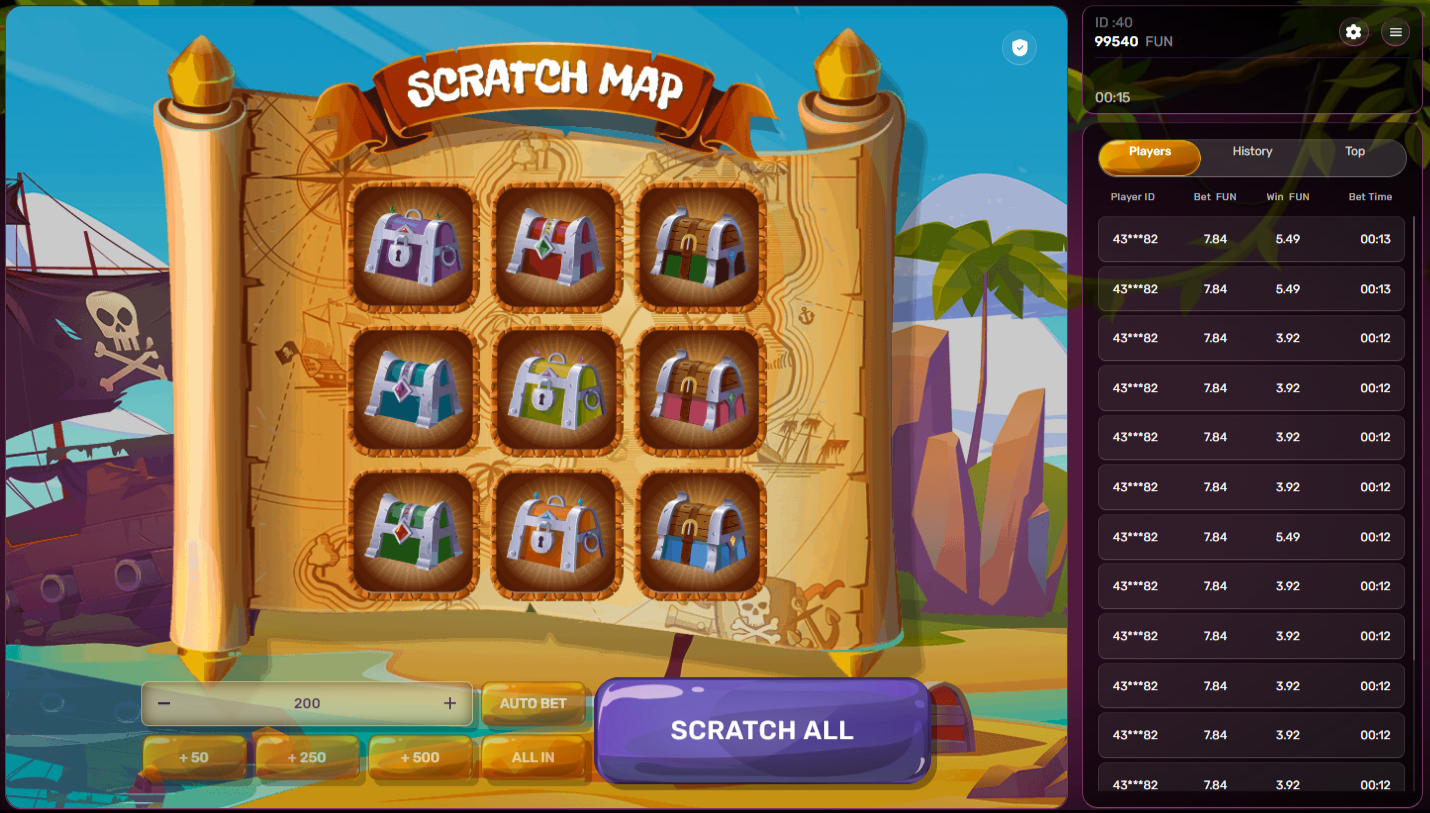 SCRATCH MAP
200
AUTO BET
+ 50
+ 250
+ 500
ALL IN
SCRATCH ALL
ID :40
99540 FUN
00:15
Players History Top
Player ID Bet FUN Win FUN Bet Time
43***82 7.84 5.49 00:13
43***82 7.84 5.49 00:13
43***82 7.84 3.92 00:12
43***82 7.84 3.92 00:12
43***82 7.84 3.92 00:12
43***82 7.84 3.92 00:12
43***82 7.84 5.49 00:12
43***82 7.84 3.92 00:12
43***82 7.84 3.92 00:12
43***82 7.84 3.92 00:12
43***82 7.84 3.92 00:12
43***82 7.84 3.92 00:12